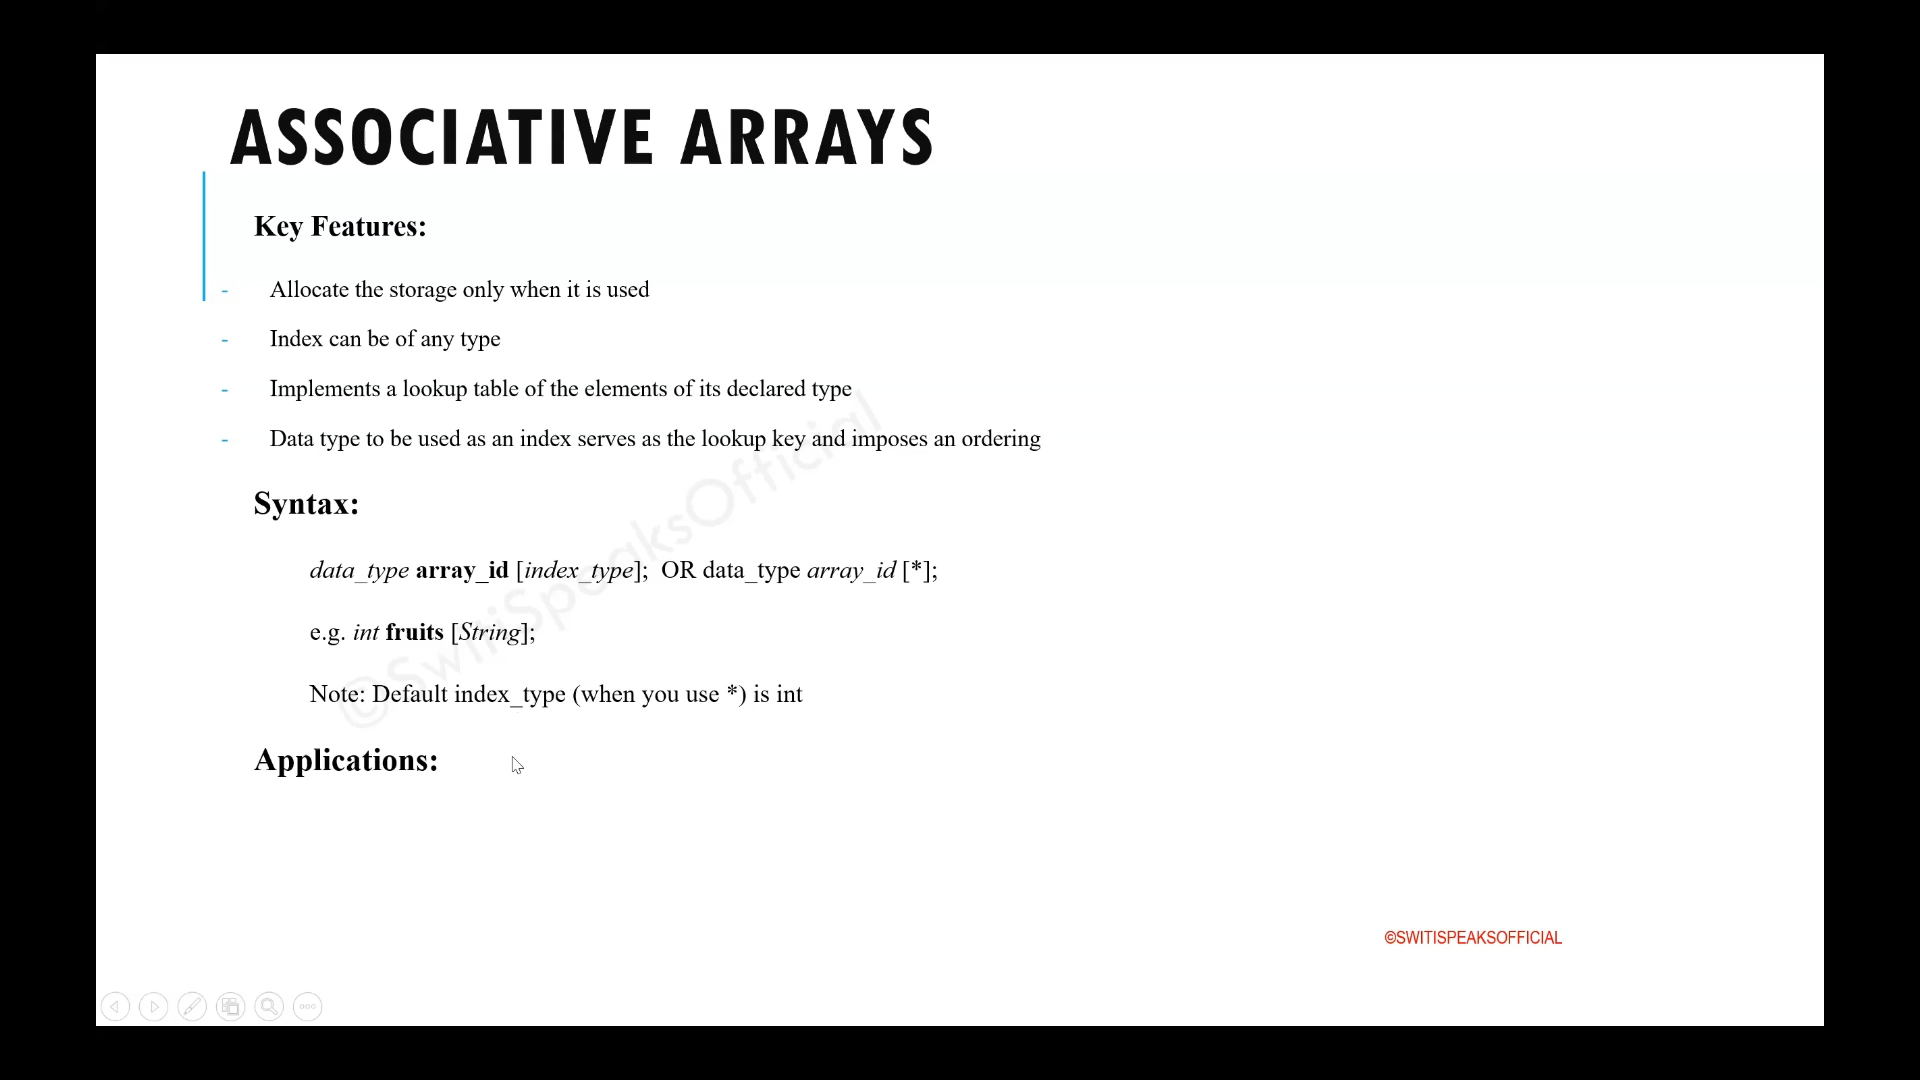 ASSOCIATIVE ARRAYS
Key Features:
- Allocate the storage only when it is used
- Index can be of any type
- Implements a lookup table of the elements of its declared type
- Data type to be used as an index serves as the lookup key and imposes an ordering
Syntax:
data_type array_id [index_type]; OR data_type array_id [*];
e.g. int fruits [String];
Note: Default index_type (when you use *) is int
Applications:
©SwitiSpeaksOfficial
©SWITISPEAKSOFFICIAL